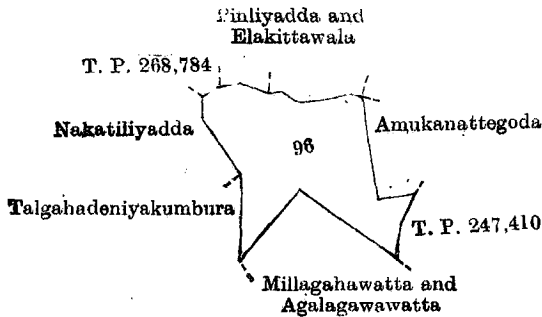 Pinliyadda and
Elakittawala
T. P. 268,784
Nakatiliyadda
Amukanattegoda
96
Talgahadeniyakumbura
T. P. 247,410
Millagahawatta and
Agalagawawatta